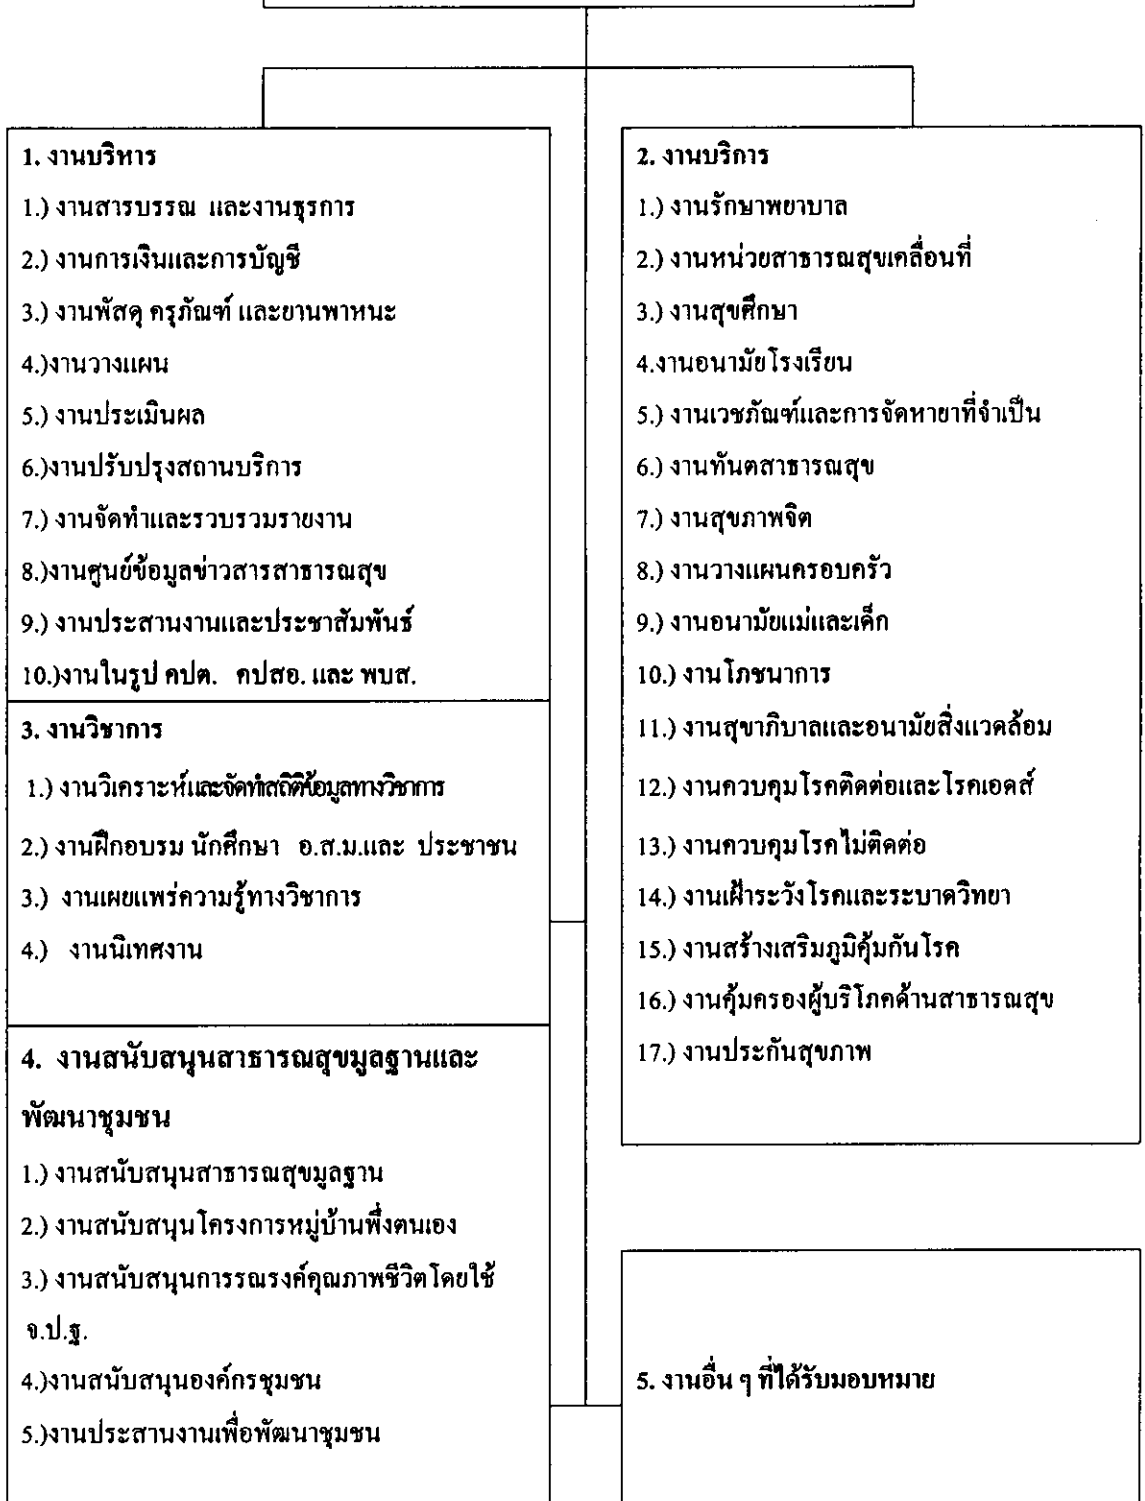 1. งานบริหาร
1.) งานสารบรรณ และงานธุรการ
2.) งานการเงินและการบัญชี
3.) งานพัสดุ ครุภัณฑ์ และยานพาหนะ
4.)งานวางแผน
5.) งานประเมินผล
6.)งานปรับปรุงสถานบริการ
7.) งานจัดทำและรวบรวมรายงาน
8.)งานศูนย์ข้อมูลข่าวสารสาธารณสุข
9.) งานประสานงานและประชาสัมพันธ์
10.)งานในรูป คปต. คปสอ. และ พบส.
3. งานวิชาการ
1.) งานวิเคราะห์และจัดทำสถิติข้อมูลทางวิชาการ
2.) งานฝึกอบรม นักศึกษา อ.ส.ม.และ ประชาชน
3.) งานเผยแพร่ความรู้ทางวิชาการ
4.) งานนิเทศงาน
4. งานสนับสนุนสาธารณสุขมูลฐานและ
พัฒนาชุมชน
1.) งานสนับสนุนสาธารณสุขมูลฐาน
2.) งานสนับสนุนโครงการหมู่บ้านพึ่งตนเอง
3.) งานสนับสนุนการรณรงค์คุณภาพชีวิตโดยใช้
จ.ป.ฐ.
4.)งานสนับสนุนองค์กรชุมชน
5.)งานประสานงานเพื่อพัฒนาชุมชน
2. งานบริการ
1.) งานรักษาพยาบาล
2.) งานหน่วยสาธารณสุขเคลื่อนที่
3.) งานสุขศึกษา
4.งานอนามัยโรงเรียน
5.) งานเวชภัณฑ์และการจัดหายาที่จำเป็น
6.) งานทันตสาธารณสุข
7.) งานสุขภาพจิต
8.) งานวางแผนครอบครัว
9.) งานอนามัยแม่และเด็ก
10.) งานโภชนาการ
11.) งานสุขาภิบาลและอนามัยสิ่งแวดล้อม
12.) งานควบคุมโรคติดต่อและโรคเอดส์
13.) งานควบคุมโรคไม่ติดต่อ
14.) งานเฝ้าระวังโรคและระบาดวิทยา
15.) งานสร้างเสริมภูมิคุ้มกันโรค
16.) งานคุ้มครองผู้บริโภคด้านสาธารณสุข
17.) งานประกันสุขภาพ
5. งานอื่น ๆ ที่ได้รับมอบหมาย